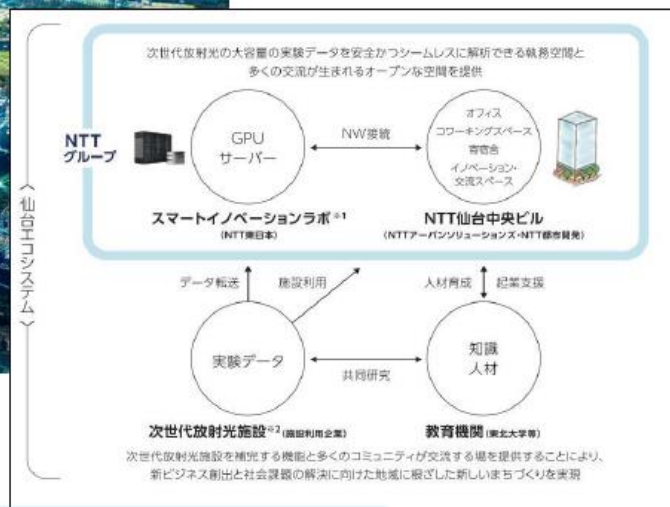 次世代放射光の大容量の実験データを安全かつシームレスに解析できる執務空間と
多くの交流が生まれるオープンな空間を提供
NTT
グループ
GPU
サーバー
NW接続
オフィス
コワーキングスペース
寄宿舎
イノベーション・
交流スペース
スマートイノベーションラボ※1
(NTT東日本)
NTT仙台中央ビル
(NTTアーバンソリューションズ・NTT都市開発)
〈仙台エコシステム〉
データ転送
施設利用
人材育成
起業支援
実験データ
共同研究
知識
人材
次世代放射光施設※2(施設利用企業)
教育機関(東北大学等)
次世代放射光施設を補完する機能と多くのコミュニティが交流する場を提供することにより、
新ビジネス創出と社会課題の解決に向けた地域に根ざした新しいまちづくりを実現